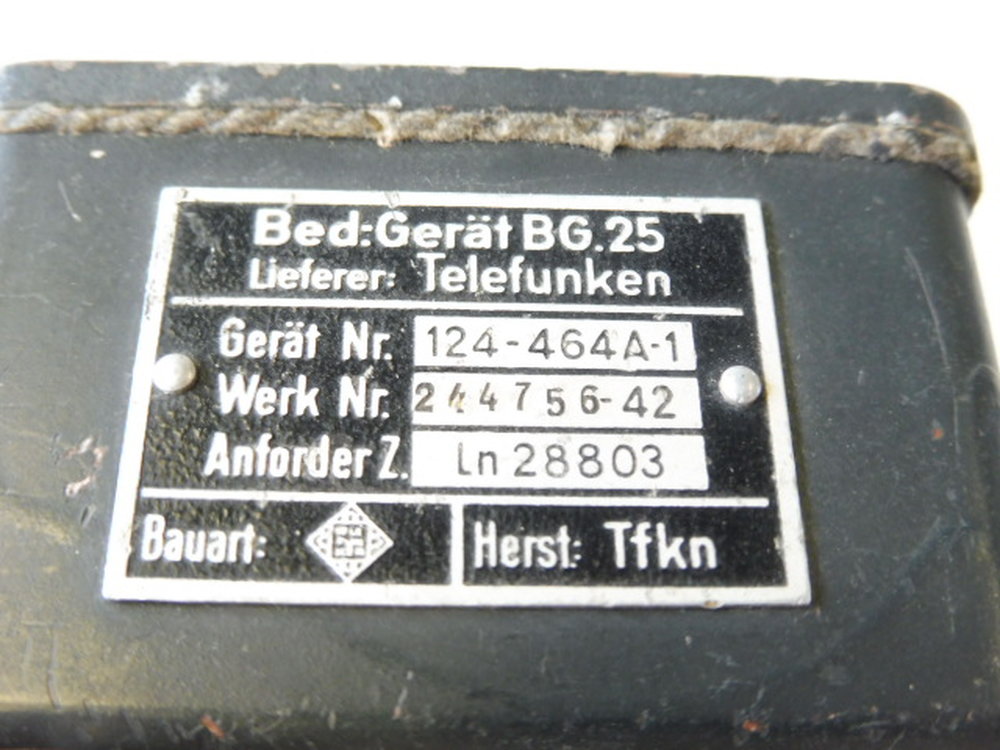 Bed:Gerät BG.25
Lieferer: Telefunken
Gerät Nr. 124-464A-1
Werk Nr. 244756-42
Anforder Z. Ln 28803
Bauart: Herst: Tfkn